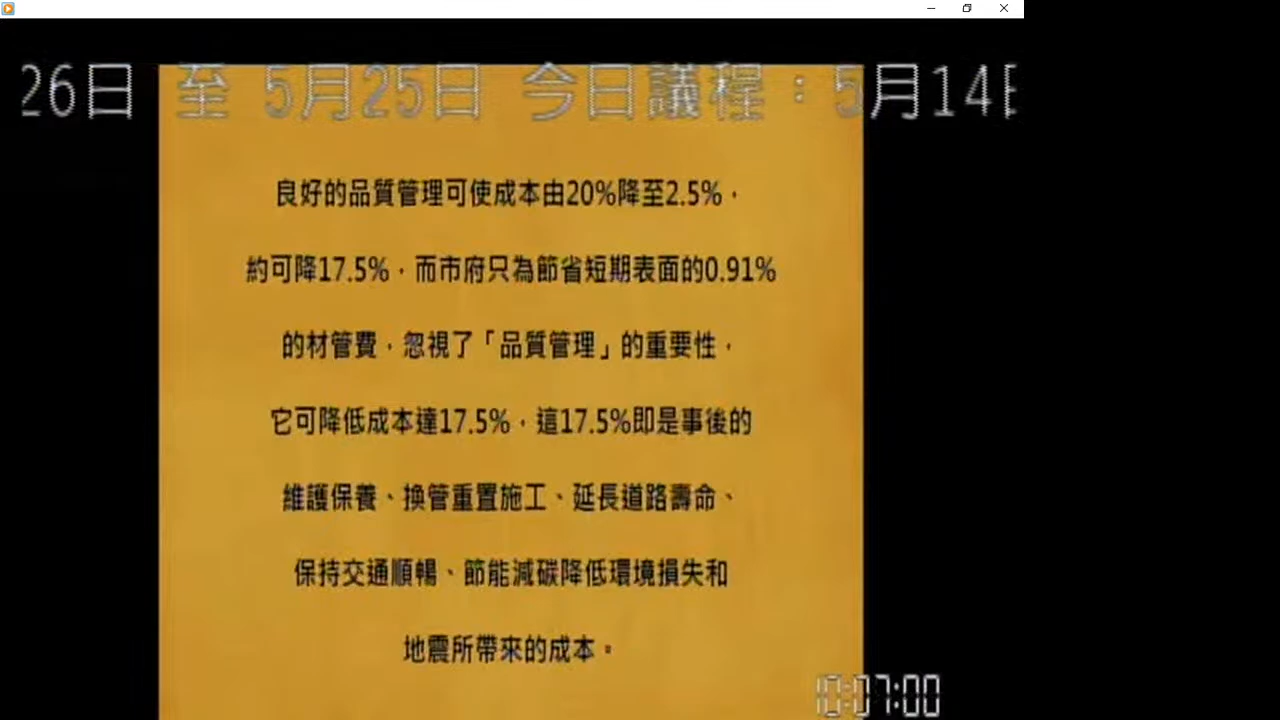 26日 至 5月25日 今日議程：5月14日
良好的品質管理可使成本由20%降至2.5%，
約可降17.5%，而市府只為節省短期表面的0.91%
的材管費，忽視了「品質管理」的重要性，
它可降低成本達17.5%，這17.5%即是事後的
維護保養、換管重置施工、延長道路壽命、
保持交通順暢、節能減碳降低環境損失和
地震所帶來的成本。
10:07:00